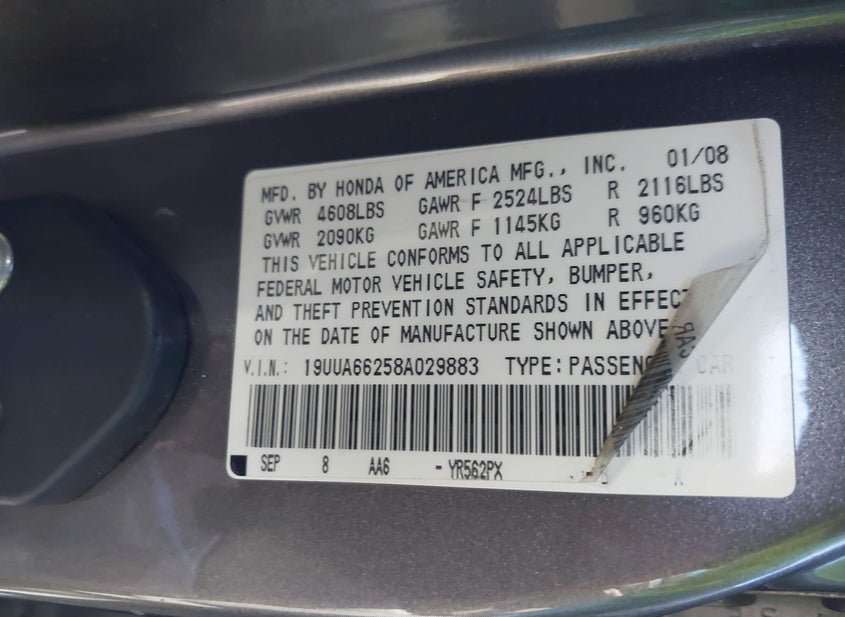 MFD. BY HONDA OF AMERICA MFG., INC. 01/08
GVWR 4608LBS GAWR F 2524LBS R 2116LBS
GVWR 2090KG GAWR F 1145KG R 960KG
THIS VEHICLE CONFORMS TO ALL APPLICABLE
FEDERAL MOTOR VEHICLE SAFETY, BUMPER,
AND THEFT PREVENTION STANDARDS IN EFFECT
ON THE DATE OF MANUFACTURE SHOWN ABOVE
V.I.N.: 19UUA66258A029883 TYPE: PASSENG CAR
SEP 8 AA6 - YR562PX A